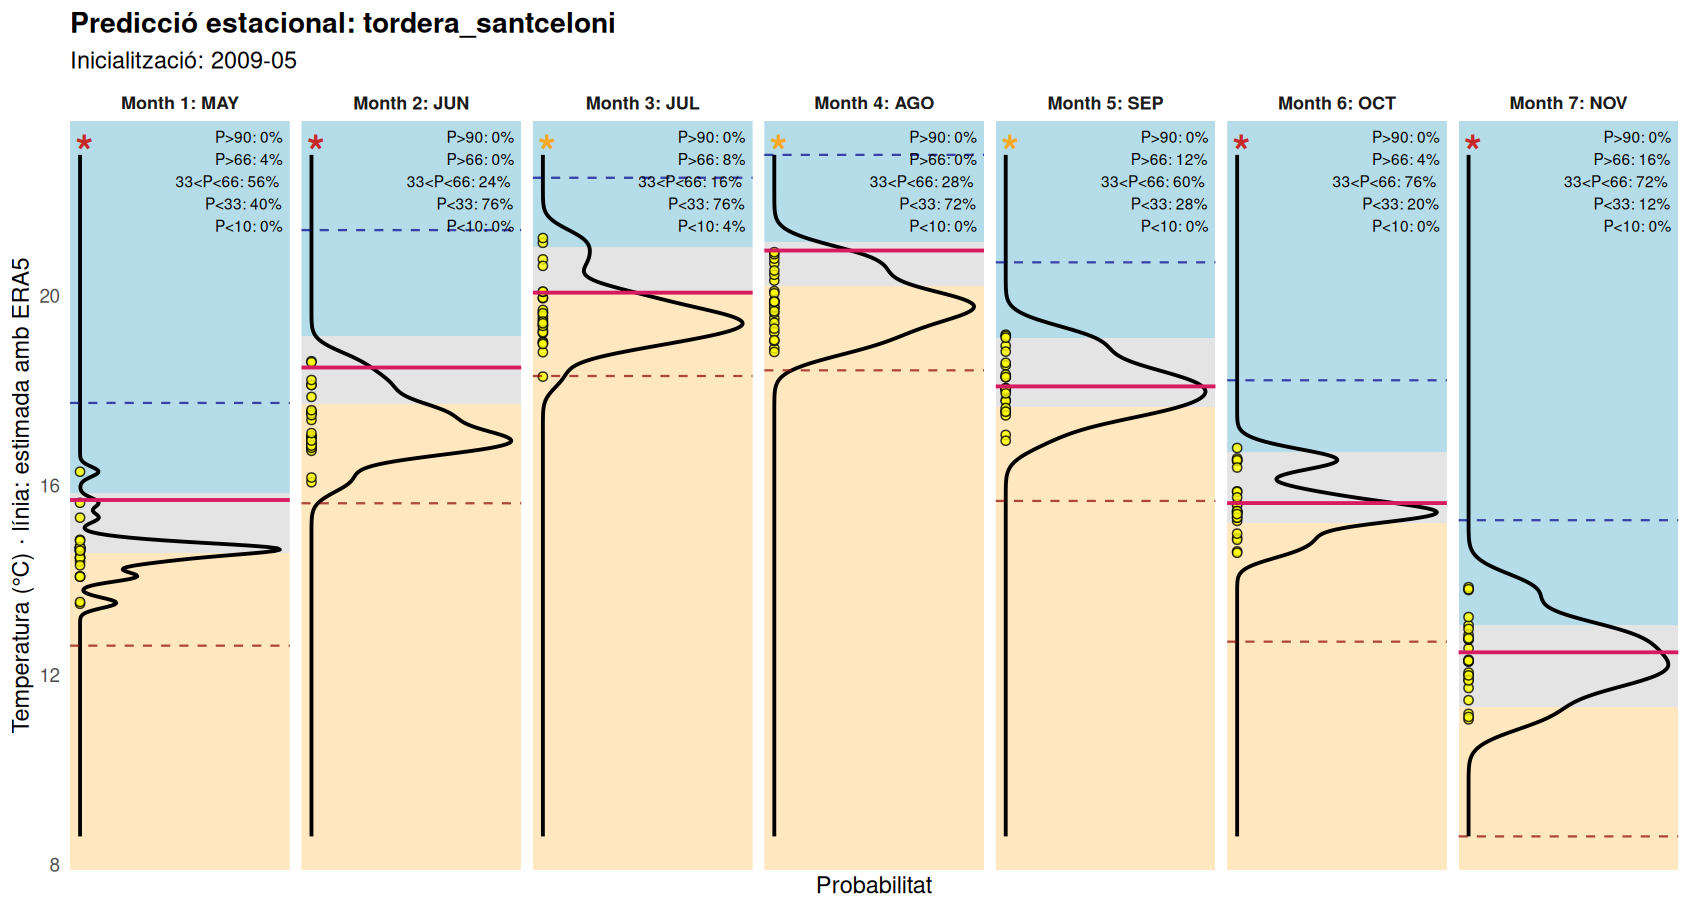 Predicció estacional: tordera_santceloni
Inicialització: 2009-05
Month 1: MAY
Month 2: JUN
Month 3: JUL
Month 4: AGO
Month 5: SEP
Month 6: OCT
Month 7: NOV
*
P>90: 0%
P>66: 4%
33<P<66: 56%
P<33: 40%
P<10: 0%
*
P>90: 0%
P>66: 0%
33<P<66: 24%
P<33: 76%
P<10: 0%
*
P>90: 0%
P>66: 8%
33<P<66: 16%
P<33: 76%
P<10: 4%
*
P>90: 0%
P>66: 0%
33<P<66: 28%
P<33: 72%
P<10: 0%
*
P>90: 0%
P>66: 12%
33<P<66: 60%
P<33: 28%
P<10: 0%
*
P>90: 0%
P>66: 4%
33<P<66: 76%
P<33: 20%
P<10: 0%
*
P>90: 0%
P>66: 16%
33<P<66: 72%
P<33: 12%
P<10: 0%
Temperatura (°C) · línia: estimada amb ERA5
20
16
12
8
Probabilitat